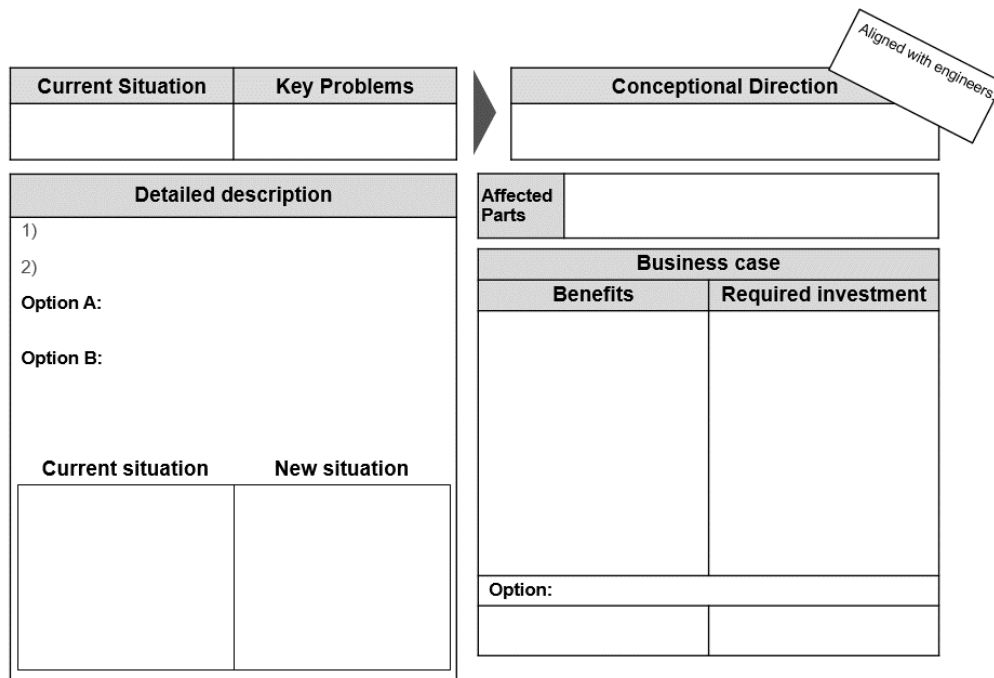 Aligned with engineers,
Current Situation
Key Problems
Conceptional Direction
Detailed description
1)
2)
Option A:
Option B:
Current situation
New situation
Affected
Parts
Business case
Benefits
Required investment
Option: